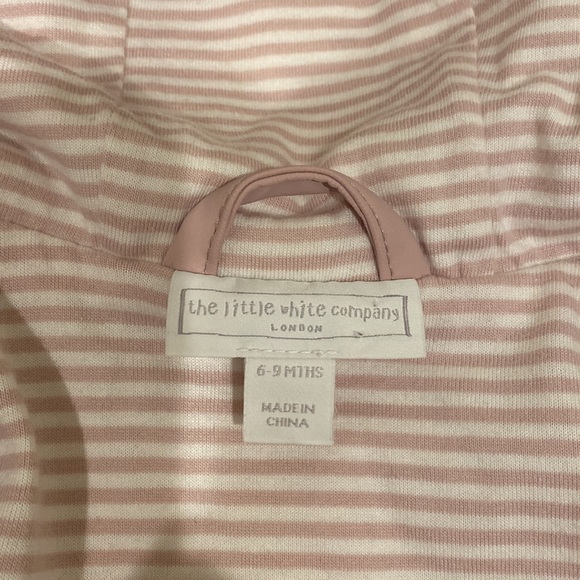 the little white company
LONDON
6-9 MTHS
MADE IN
CHINA